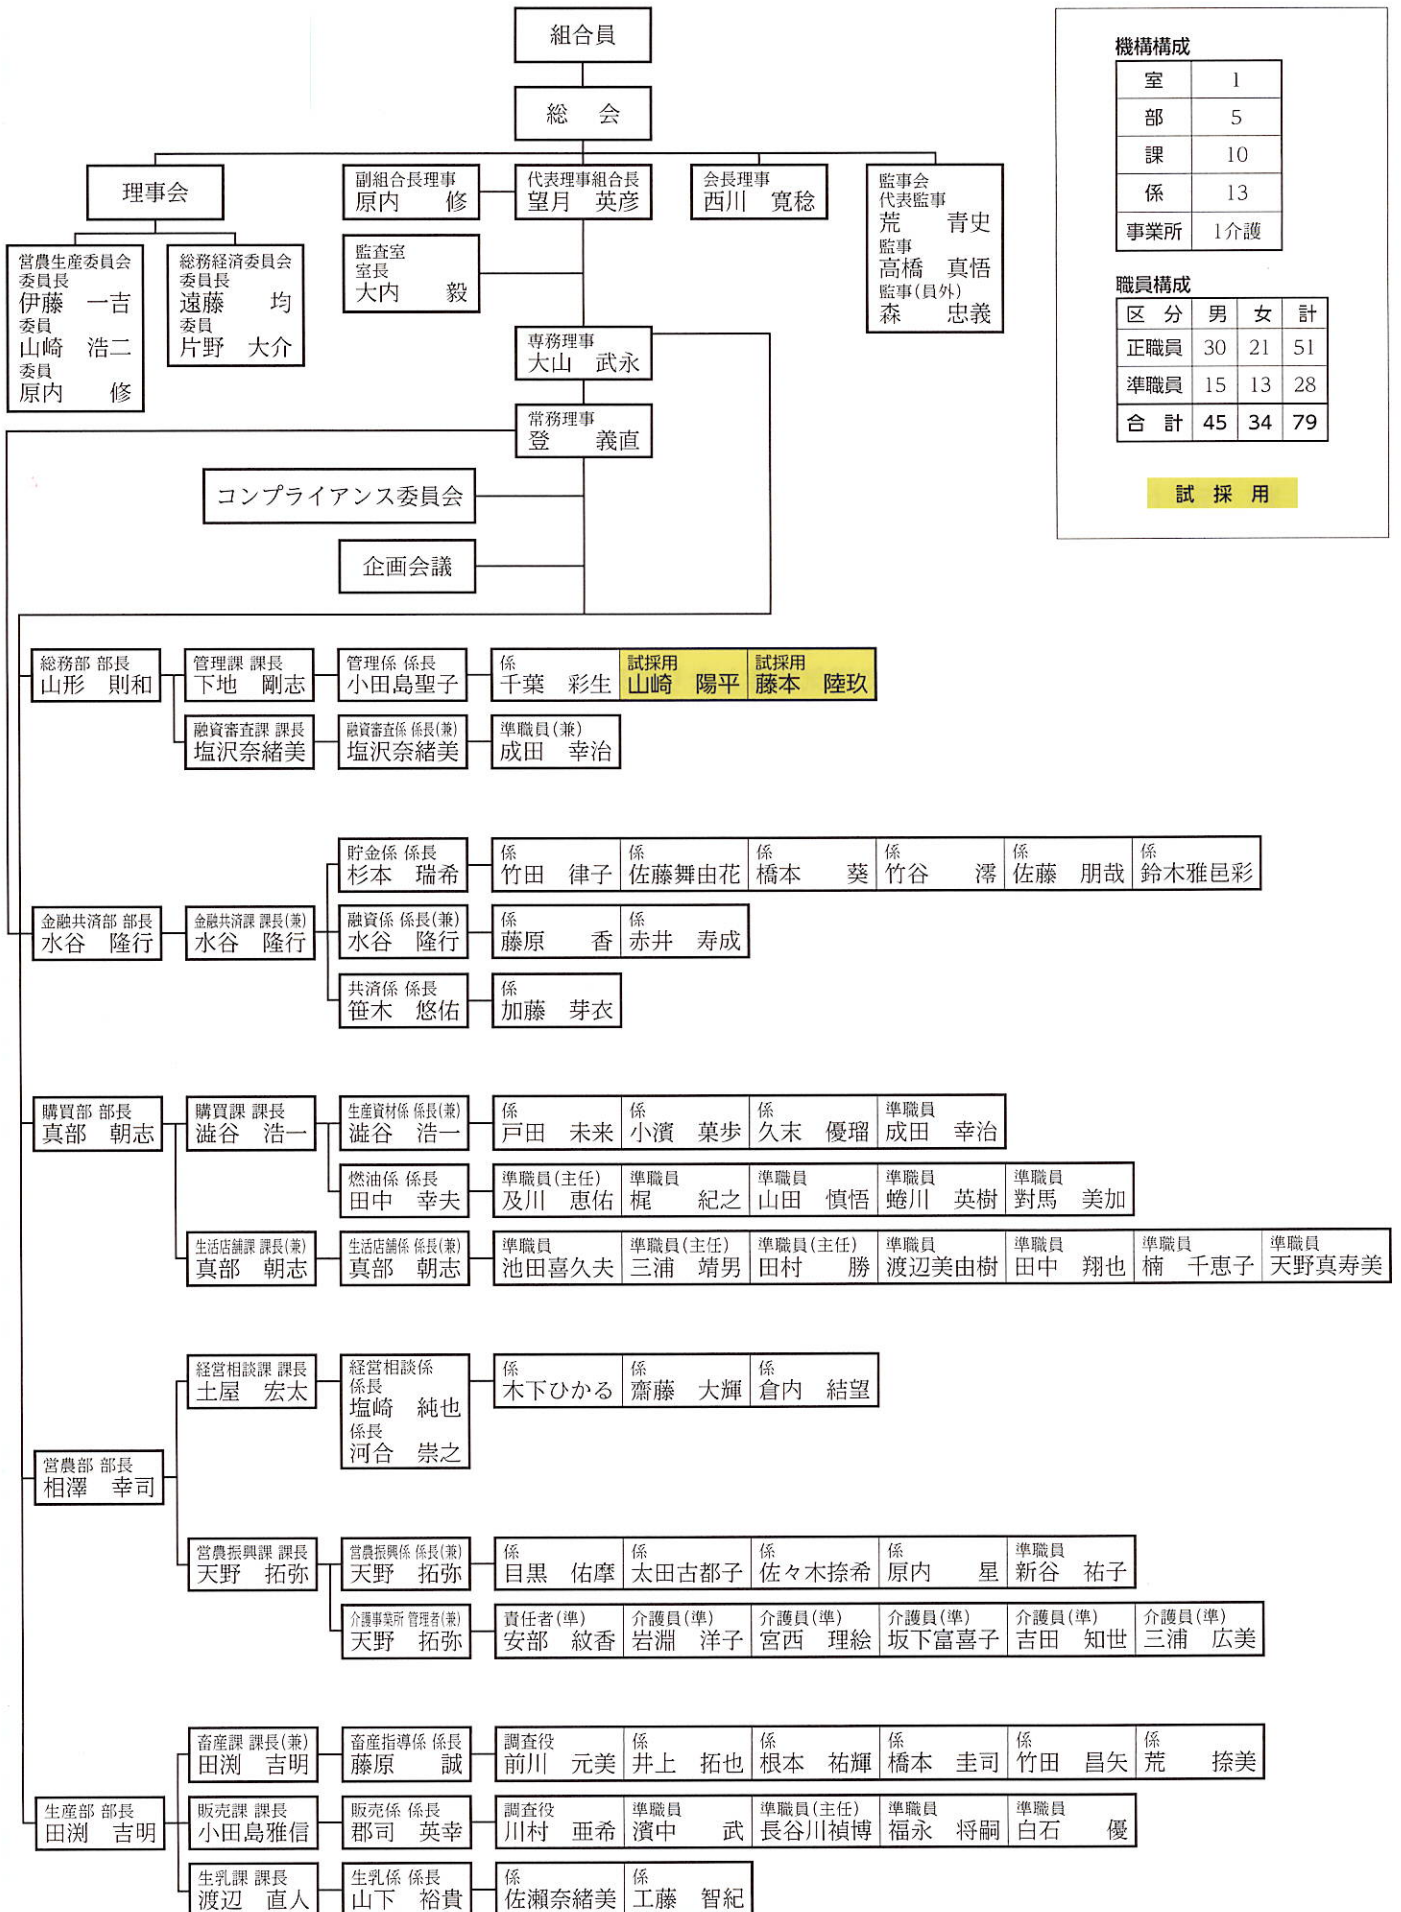 組合員
総　会
理事会
副組合長理事
原内　修
代表理事組合長
望月　英彦
会長理事
西川　寛稔
監事会
代表監事
荒　青史
監事
高橋　真悟
監事(員外)
森　忠義
営農生産委員会
委員長
伊藤　一吉
委員
山崎　浩二
委員
原内　修
総務経済委員会
委員長
遠藤　均
委員
片野　大介
監査室
室長
大内　毅
専務理事
大山　武永
常務理事
登　義直
コンプライアンス委員会
企画会議
機構構成
室　1
部　5
課　10
係　13
事業所　1介護
職員構成
区　分　男　女　計
正職員　30　21　51
準職員　15　13　28
合　計　45　34　79
試　採　用
総務部 部長
山形　則和
管理課 課長
下地　剛志
管理係 係長
小田島聖子
係
千葉　彩生
試採用
山崎　陽平
試採用
藤本　陸玖
融資審査課 課長
塩沢奈緒美
融資審査係 係長(兼)
塩沢奈緒美
準職員(兼)
成田　幸治
金融共済部 部長
水谷　隆行
金融共済課 課長(兼)
水谷　隆行
貯金係 係長
杉本　瑞希
係
竹田　律子
係
佐藤舞由花
係
橋本　葵
係
竹谷　澪
係
佐藤　朋哉
係
鈴木雅邑彩
融資係 係長(兼)
水谷　隆行
係
藤原　香
係
赤井　寿成
共済係 係長
笹木　悠佑
係
加藤　芽衣
購買部 部長
真部　朝志
購買課 課長
澁谷　浩一
生産資材係 係長(兼)
澁谷　浩一
係
戸田　未来
係
小濱　菓歩
係
久末　優瑠
準職員
成田　幸治
燃油係 係長
田中　幸夫
準職員(主任)
及川　恵佑
準職員
梶　紀之
準職員
山田　慎悟
準職員
蜷川　英樹
準職員
對馬　美加
生活店舗課 課長(兼)
真部　朝志
生活店舗係 係長(兼)
真部　朝志
準職員
池田喜久夫
準職員(主任)
三浦　靖男
準職員(主任)
田村　勝
準職員
渡辺美由樹
準職員
田中　翔也
準職員
楠　千恵子
準職員
天野真寿美
営農部 部長
相澤　幸司
経営相談課 課長
土屋　宏太
経営相談係
係長
塩崎　純也
係長
河合　崇之
係
木下ひかる
係
齋藤　大輝
係
倉内　結望
営農振興課 課長
天野　拓弥
営農振興係 係長(兼)
天野　拓弥
係
目黒　佑摩
係
太田古都子
係
佐々木捺希
係
原内　星
準職員
新谷　祐子
介護事業所 管理者(兼)
天野　拓弥
責任者(準)
安部　紋香
介護員(準)
岩淵　洋子
介護員(準)
宮西　理絵
介護員(準)
坂下富喜子
介護員(準)
吉田　知世
介護員(準)
三浦　広美
生産部 部長
田渕　吉明
畜産課 課長(兼)
田渕　吉明
畜産指導係 係長
藤原　誠
調査役
前川　元美
係
井上　拓也
係
根本　祐輝
係
橋本　圭司
係
竹田　昌矢
係
荒　捺美
販売課 課長
小田島雅信
販売係 係長
郡司　英幸
調査役
川村　亜希
準職員
濱中　武
準職員(主任)
長谷川禎博
準職員
福永　将嗣
準職員
白石　優
生乳課 課長
渡辺　直人
生乳係 係長
山下　裕貴
係
佐瀬奈緒美
係
工藤　智紀